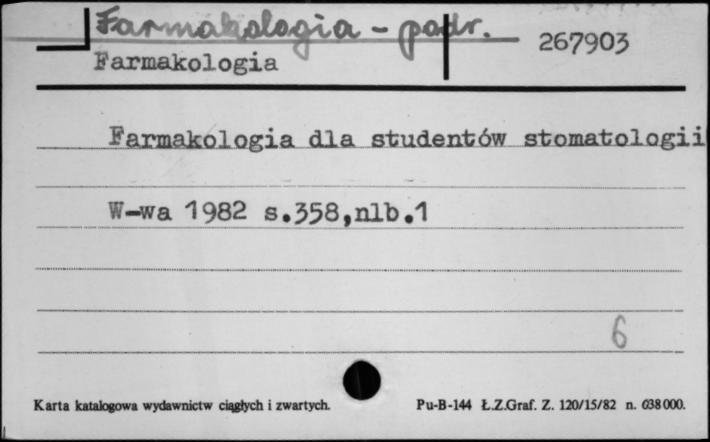 Farmakologia - podr.
267903
Farmakologia
Farmakologia dla studentów stomatologii
W-wa 1982 s.358,nlb.1
6
Karta katalogowa wydawnictw ciągłych i zwartych.
Pu-B-144 Ł.Z.Graf. Z. 120/15/82 n. 638000.